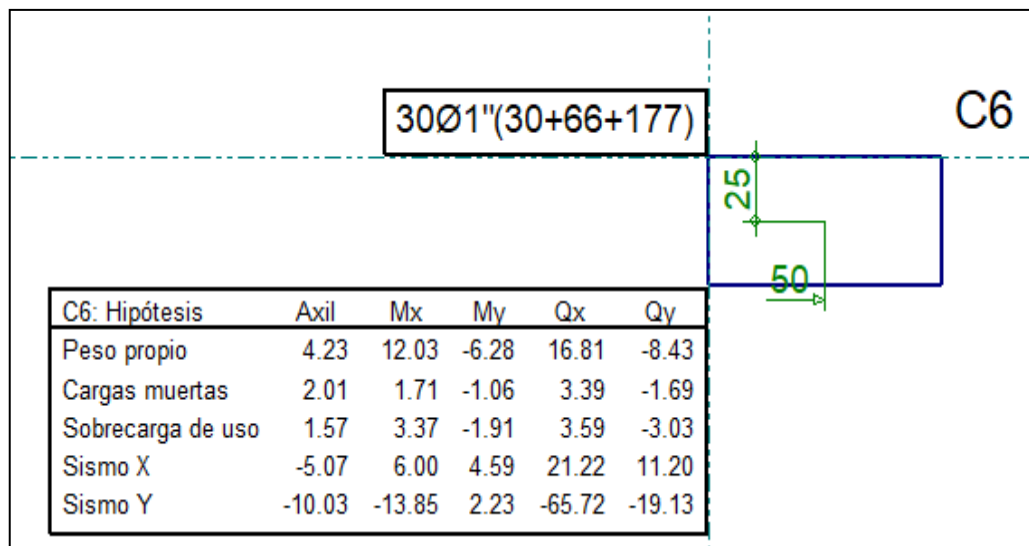 30Ø1"(30+66+177)
C6
25
50
C6: Hipótesis Axil Mx My Qx Qy
Peso propio 4.23 12.03 -6.28 16.81 -8.43
Cargas muertas 2.01 1.71 -1.06 3.39 -1.69
Sobrecarga de uso 1.57 3.37 -1.91 3.59 -3.03
Sismo X -5.07 6.00 4.59 21.22 11.20
Sismo Y -10.03 -13.85 2.23 -65.72 -19.13